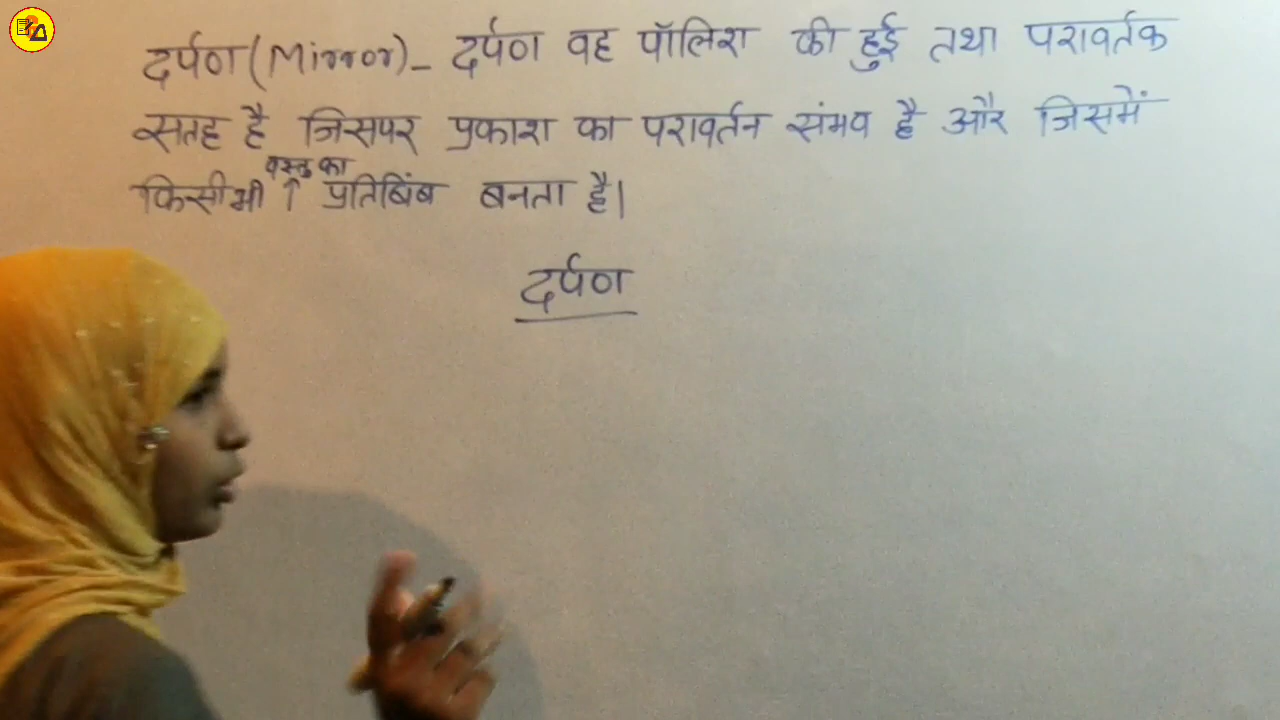 दर्पण (Mirror)- दर्पण वह पॉलिश की हुई तथा परावर्तक
सतह है जिसपर प्रकाश का परावर्तन संभव है और जिसमें
किसीभी ↑ वस्तु का प्रतिबिंब बनता है।
दर्पण